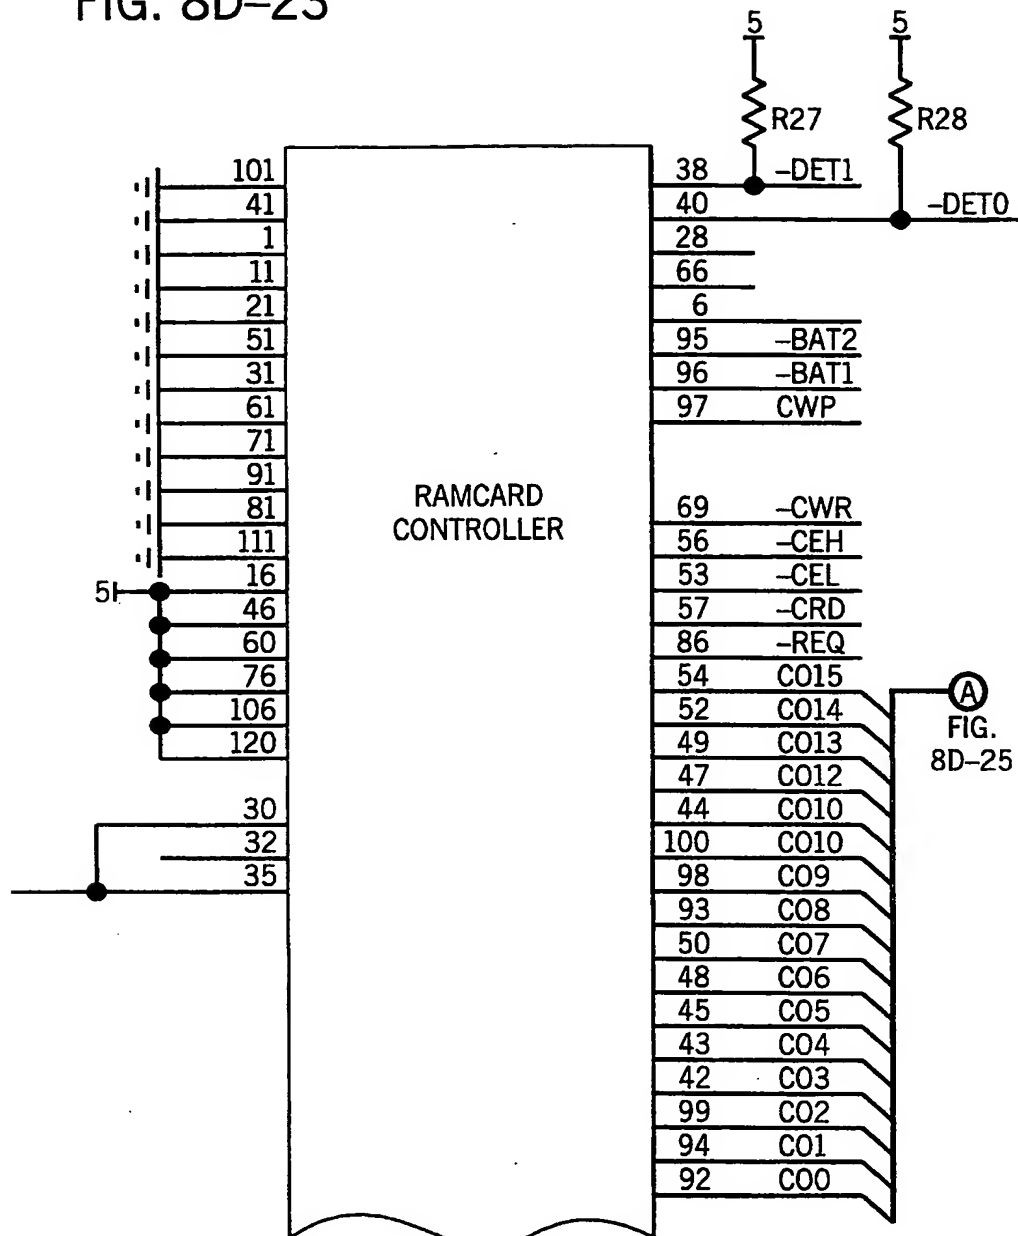 FIG. 8D–23
5
5
R27
R28
101
41
1
11
21
51
31
61
71
91
81
111
16
5
46
60
76
106
120
30
32
35
RAMCARD
CONTROLLER
38 –DET1
40 –DET0
28
66
6
95 –BAT2
96 –BAT1
97 CWP
69 –CWR
56 –CEH
53 –CEL
57 –CRD
86 –REQ
54 CO15
52 CO14
49 CO13
47 CO12
44 CO10
100 CO10
98 CO9
93 CO8
50 CO7
48 CO6
45 CO5
43 CO4
42 CO3
99 CO2
94 CO1
92 CO0
A
FIG.
8D–25